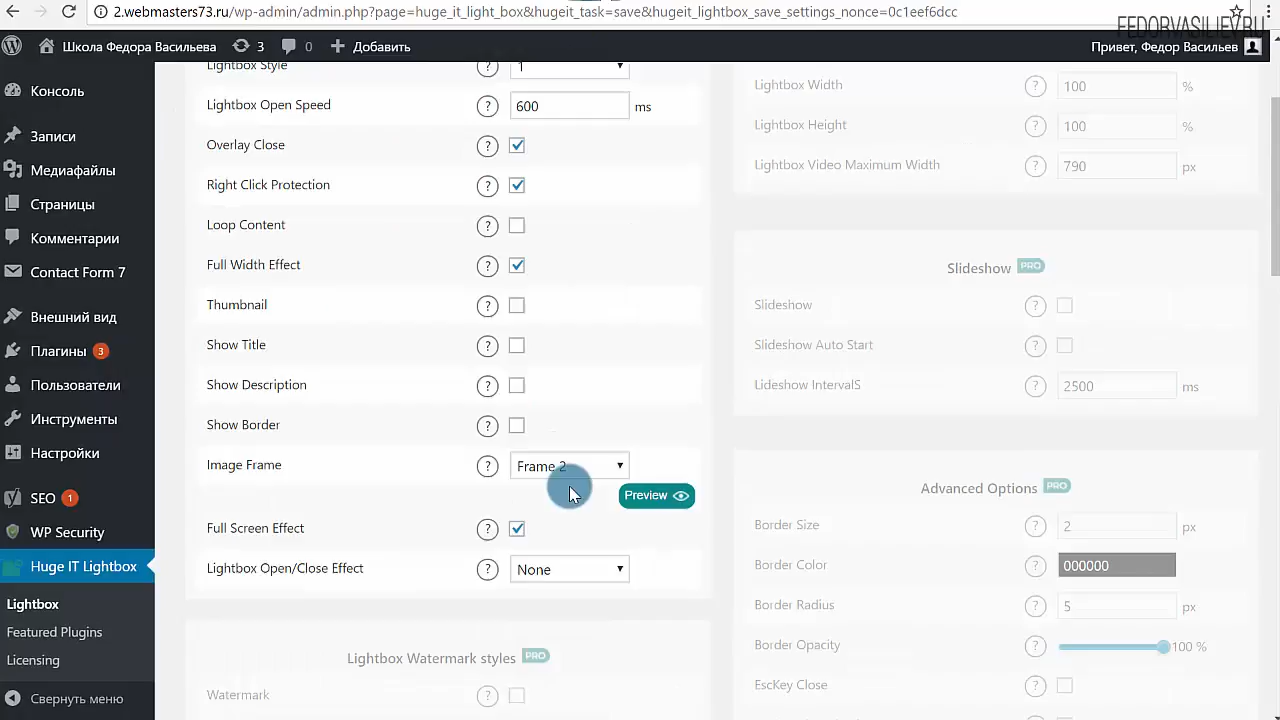 2.webmasters73.ru/wp-admin/admin.php?page=huge_it_light_box&hugeit_task=save&hugeit_lightbox_save_settings_nonce=0c1eef6dcc
FEDORVASILIEV.RU
Школа Федора Васильева 3 0 Добавить Привет, Федор Васильев
Консоль
Записи
Медиафайлы
Страницы
Комментарии
Contact Form 7
Внешний вид
Плагины 3
Пользователи
Инструменты
Настройки
SEO 1
WP Security
Huge IT Lightbox
Lightbox
Featured Plugins
Licensing
Свернуть меню
Lightbox Style ? 1
Lightbox Open Speed ? 600 ms
Overlay Close ?
Right Click Protection ?
Loop Content ?
Full Width Effect ?
Thumbnail ?
Show Title ?
Show Description ?
Show Border ?
Image Frame ? Frame 2
Preview
Full Screen Effect ?
Lightbox Open/Close Effect ? None
Lightbox Watermark styles PRO
Watermark ?
Lightbox Width ? 100 %
Lightbox Height ? 100 %
Lightbox Video Maximum Width ? 790 px
Slideshow PRO
Slideshow ?
Slideshow Auto Start ?
Lideshow IntervalS ? 2500 ms
Advanced Options PRO
Border Size ? 2 px
Border Color ? 000000
Border Radius ? 5 px
Border Opacity ? 100 %
EscKey Close ?